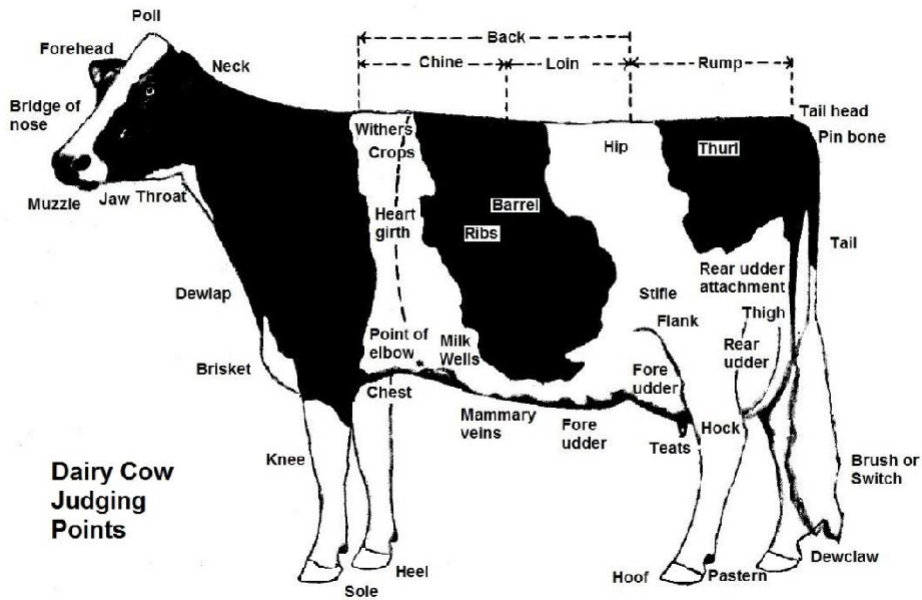 Poll
Back
Forehead
Neck
Chine
Loin
Rump
Bridge of
nose
Tail head
Withers
Hip
Thurl
Pin bone
Crops
Muzzle
Jaw
Throat
Barrel
Heart
girth
Ribs
Tail
Rear udder
attachment
Dewlap
Stifle
Flank
Thigh
Point of
elbow
Milk
Wells
Rear
udder
Brisket
Chest
Fore
udder
Mammary
veins
Fore
udder
Teats
Hock
Knee
Dairy Cow
Judging
Points
Brush or
Switch
Heel
Sole
Hoof
Pastern
Dewclaw